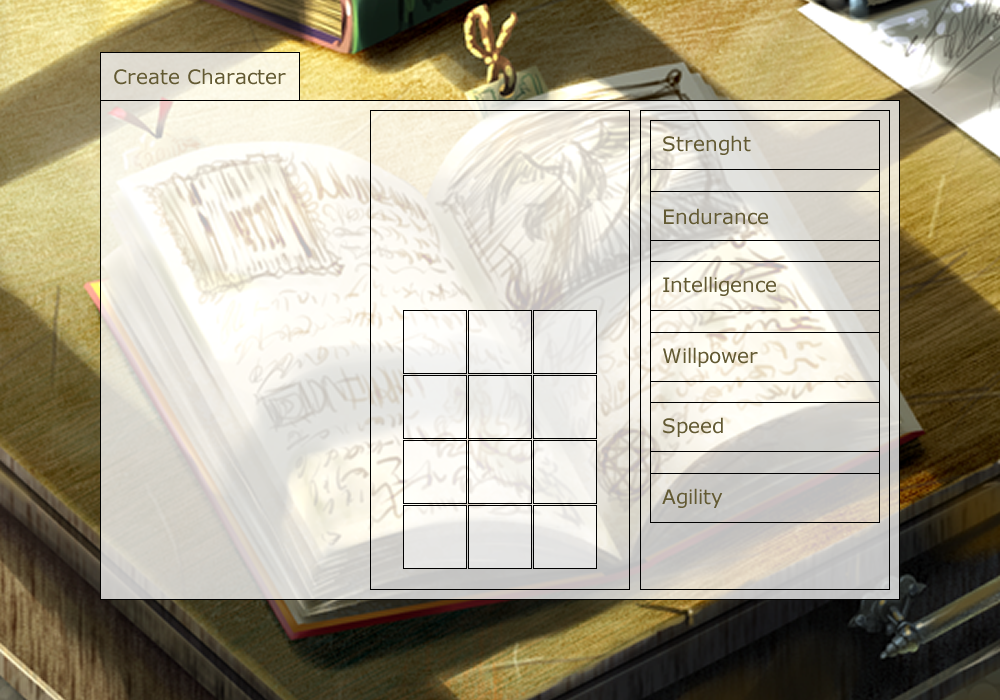 Create Character
Strenght
Endurance
Intelligence
Willpower
Speed
Agility